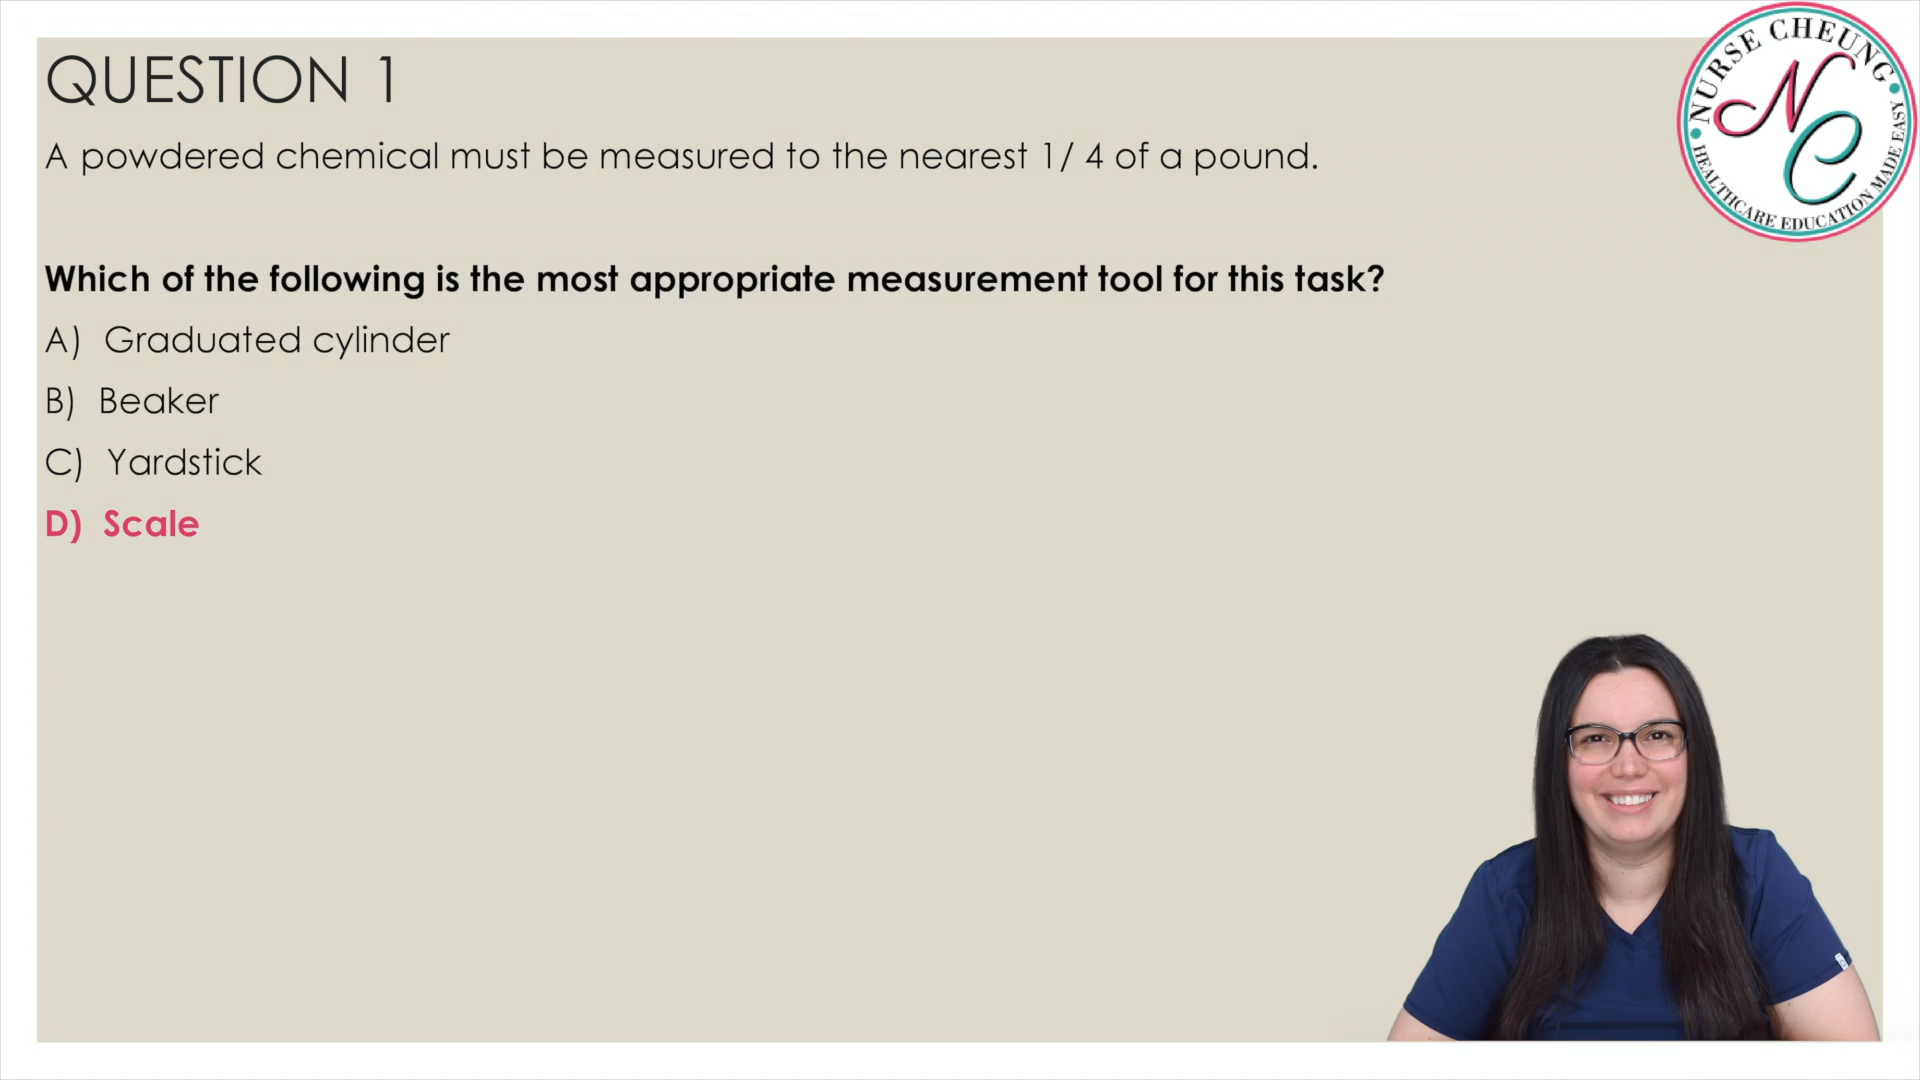 QUESTION 1
A powdered chemical must be measured to the nearest 1/ 4 of a pound.
Which of the following is the most appropriate measurement tool for this task?
A) Graduated cylinder
B) Beaker
C) Yardstick
D) Scale
NURSE CHEUNG
NC
HEALTHCARE EDUCATION MADE EASY